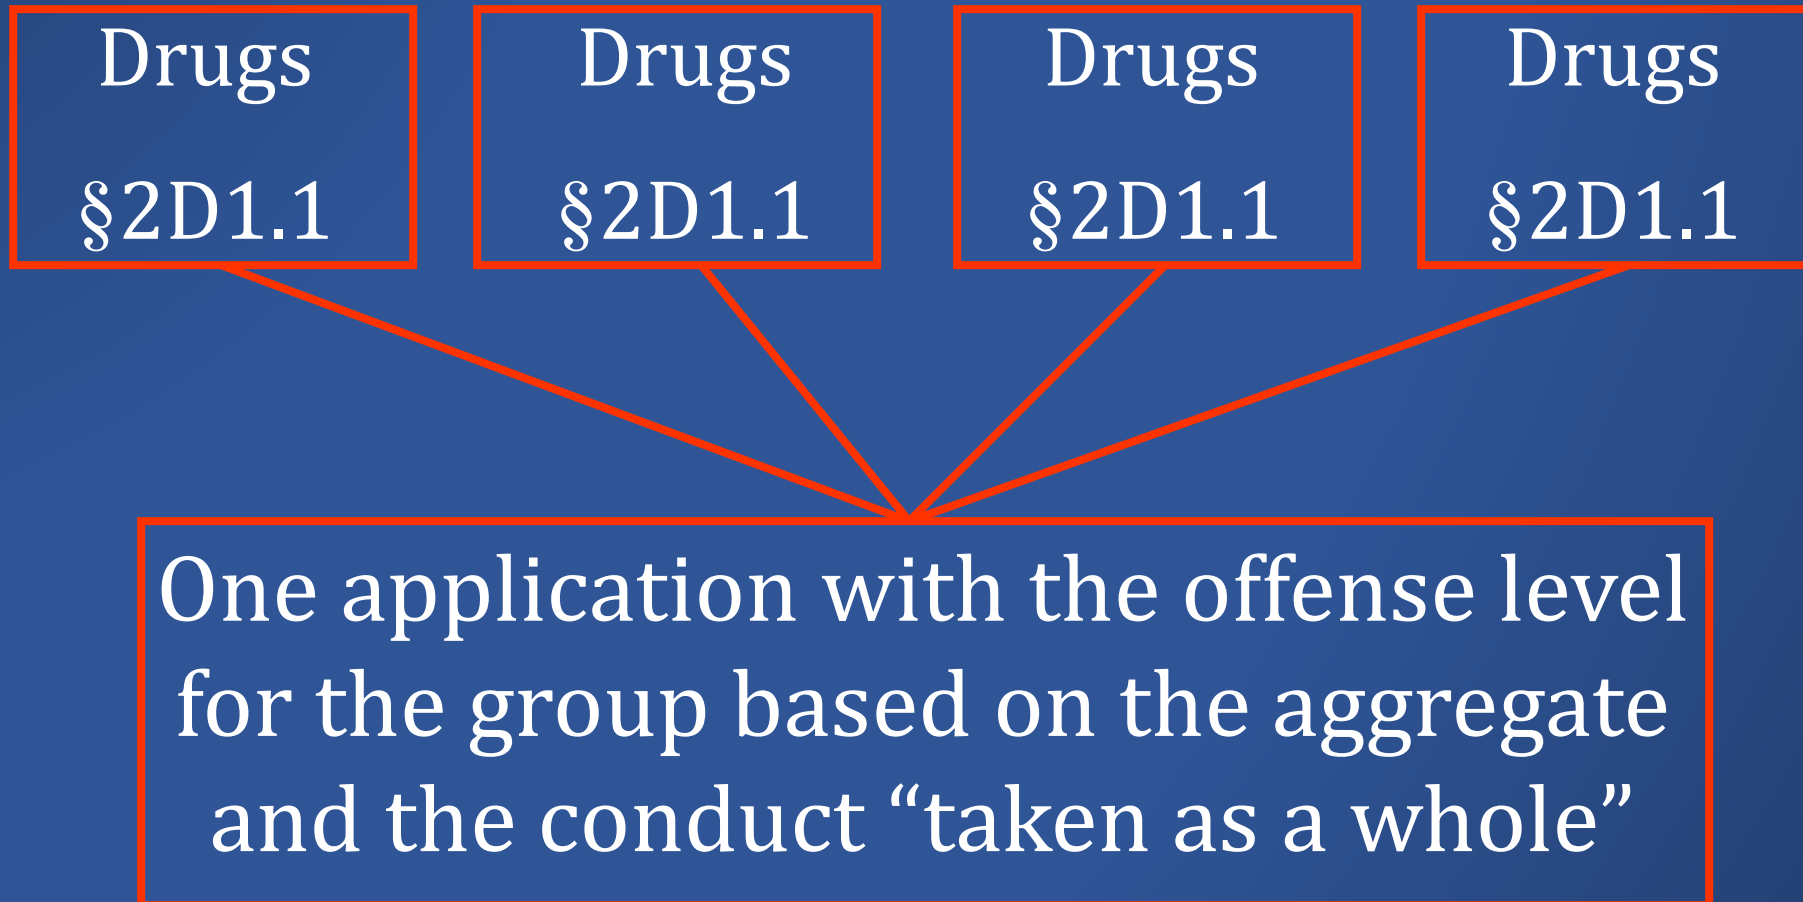 Drugs
§2D1.1
Drugs
§2D1.1
Drugs
§2D1.1
Drugs
§2D1.1
One application with the offense level
for the group based on the aggregate
and the conduct “taken as a whole”